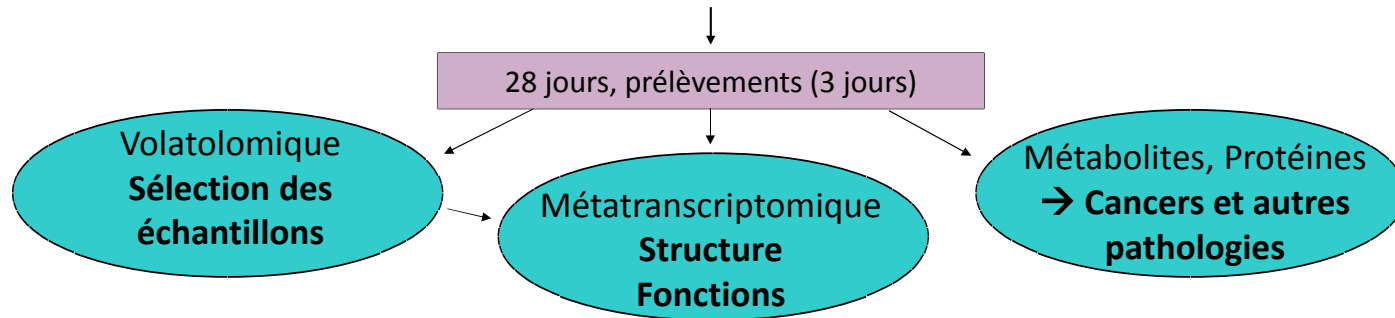 28 jours, prélèvements (3 jours)
Volatolomique
Sélection des
échantillons
Métatranscriptomique
Structure
Fonctions
Métabolites, Protéines
→ Cancers et autres
pathologies